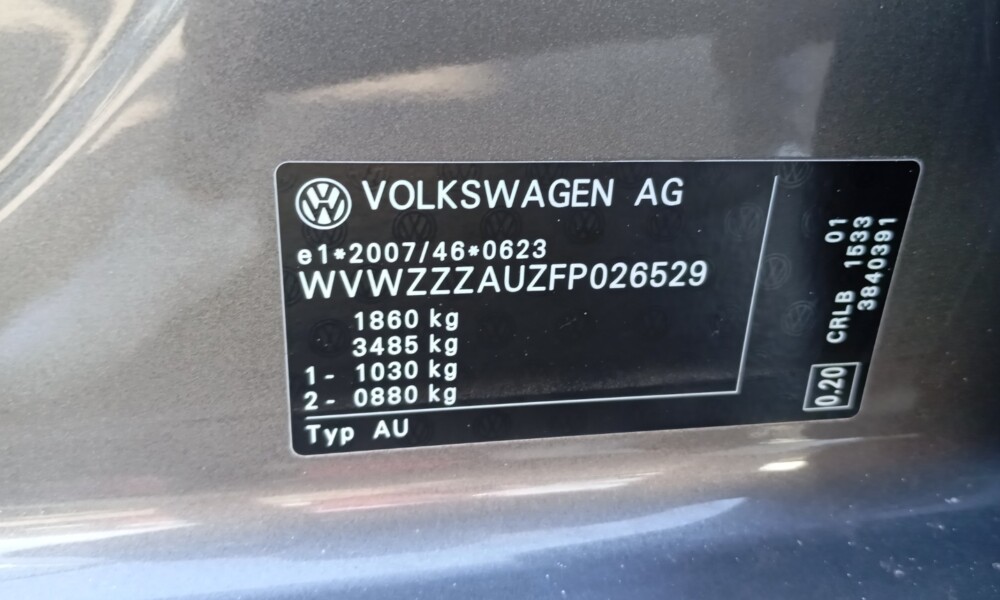 VOLKSWAGEN AG
e1*2007/46*0623
WVWZZZAUZFP026529
1860 kg
3485 kg
1- 1030 kg
2- 0880 kg
Typ AU
01
CRLB 1533
3840391
0.20